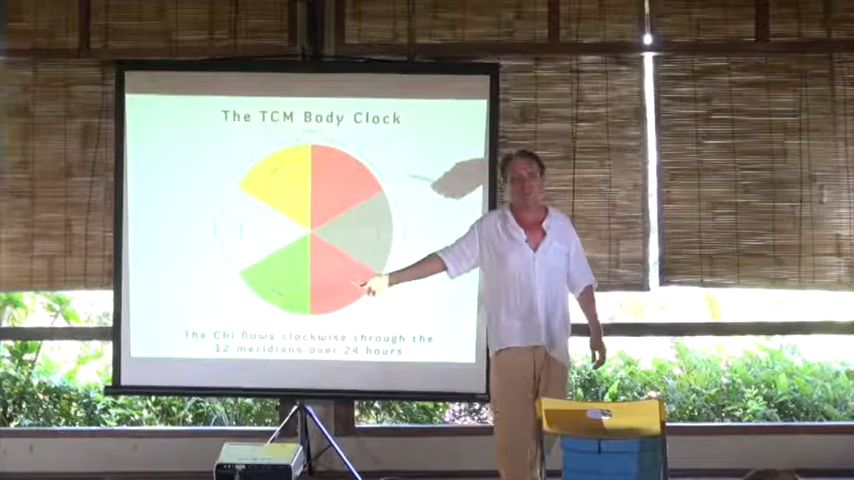 The TCM Body Clock
The Chi flows clockwise through the
12 meridians over 24 hours